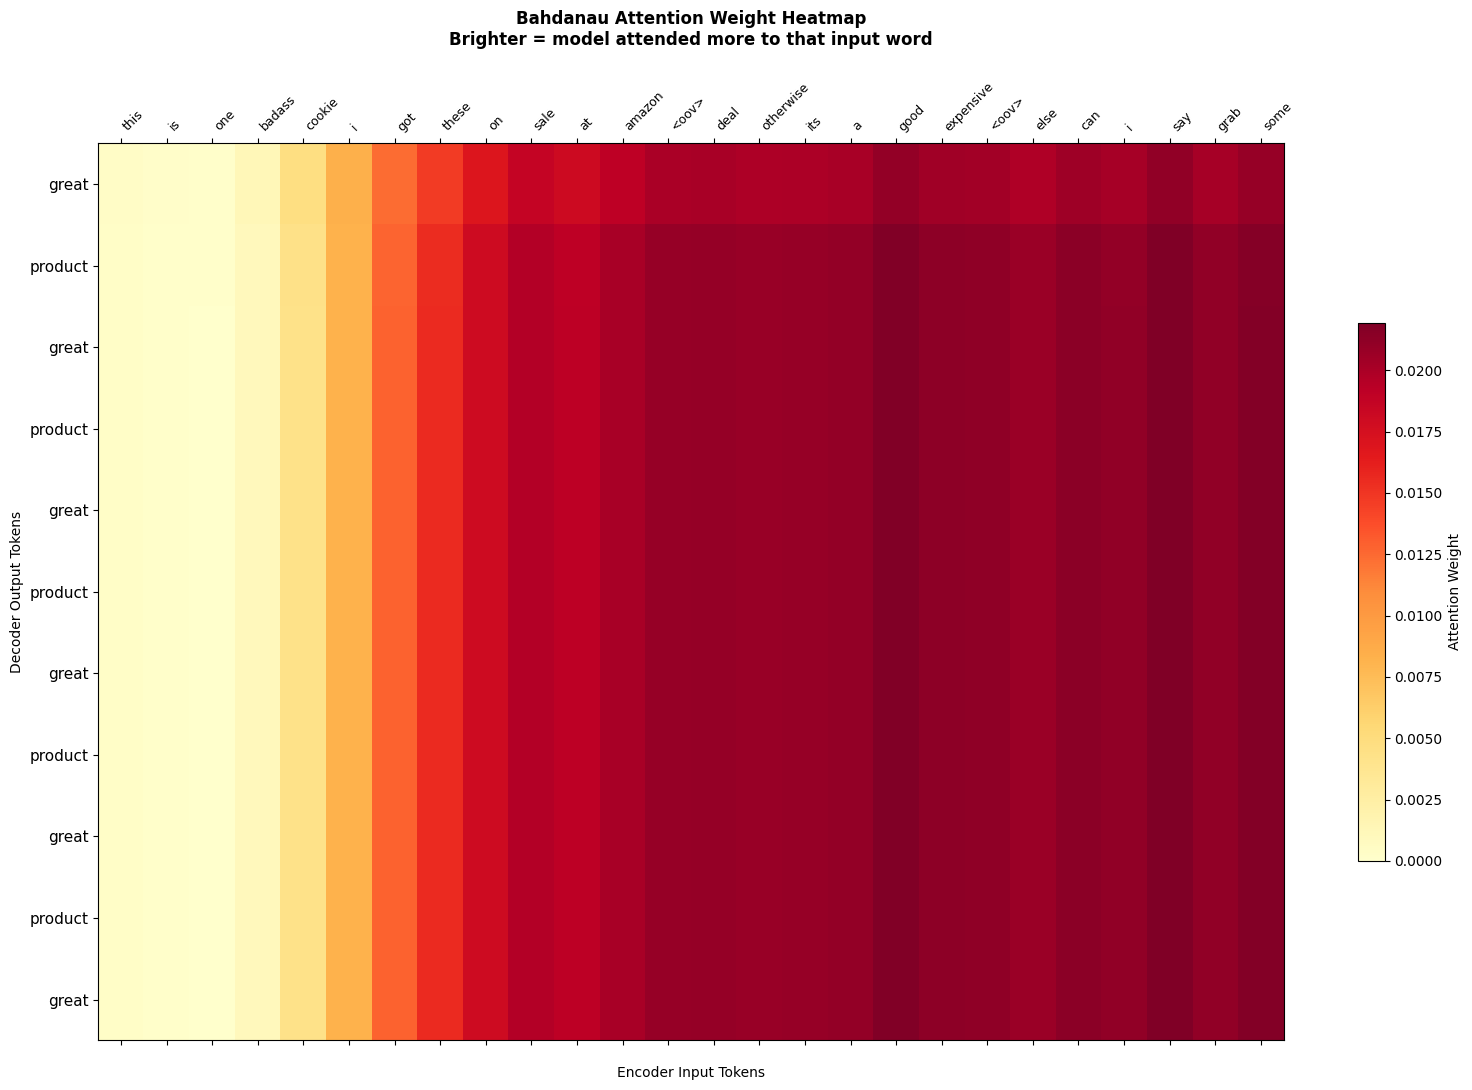 Bahdanau Attention Weight Heatmap
Brighter = model attended more to that input word
this is one badass cookie i got these on sale at amazon <oov> deal otherwise its a good expensive <oov> else can i say grab some
great
product
great
product
great
product
great
product
great
product
great
Decoder Output Tokens
Encoder Input Tokens
0.0200
0.0175
0.0150
0.0125
0.0100
0.0075
0.0050
0.0025
0.0000
Attention Weight